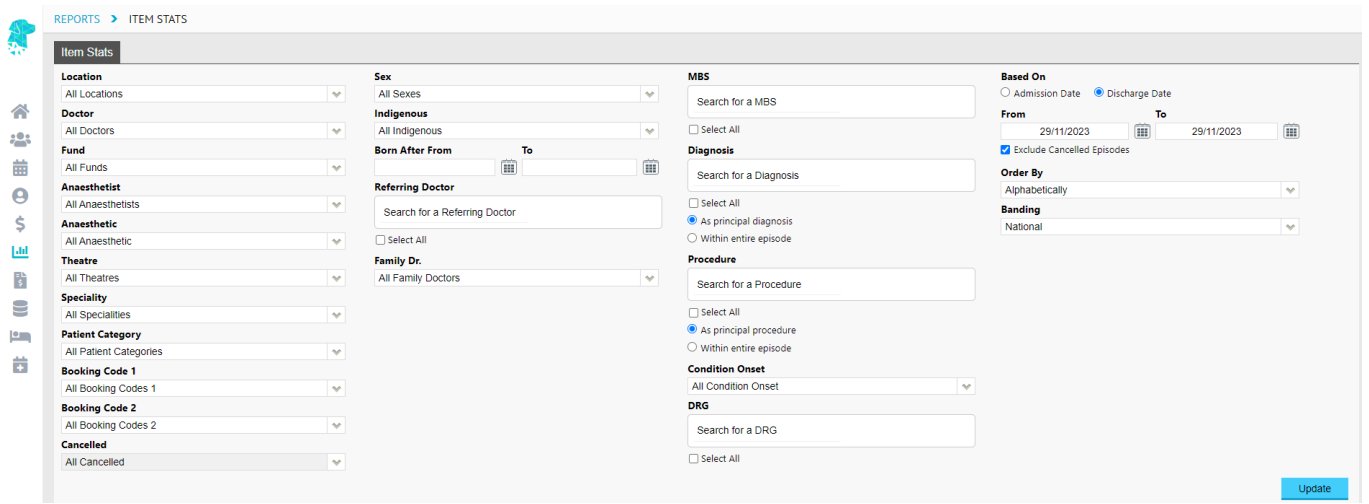 REPORTS > ITEM STATS
Item Stats
Location
All Locations
Doctor
All Doctors
Fund
All Funds
Anaesthetist
All Anaesthetists
Anaesthetic
All Anaesthetic
Theatre
All Theatres
Speciality
All Specialities
Patient Category
All Patient Categories
Booking Code 1
All Booking Codes 1
Booking Code 2
All Booking Codes 2
Cancelled
All Cancelled
Sex
All Sexes
Indigenous
All Indigenous
Born After From To
Referring Doctor
Search for a Referring Doctor
Select All
Family Dr.
All Family Doctors
MBS
Search for a MBS
Select All
Diagnosis
Search for a Diagnosis
Select All
As principal diagnosis
Within entire episode
Procedure
Search for a Procedure
Select All
As principal procedure
Within entire episode
Condition Onset
All Condition Onset
DRG
Search for a DRG
Select All
Based On
Admission Date Discharge Date
From To
29/11/2023 29/11/2023
Exclude Cancelled Episodes
Order By
Alphabetically
Banding
National
Update